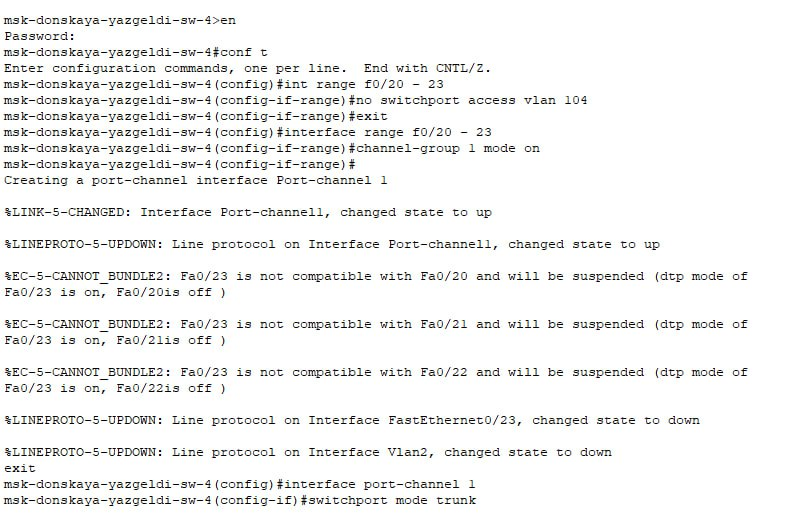 msk-donskaya-yazgeldi-sw-4>en
Password:
msk-donskaya-yazgeldi-sw-4#conf t
Enter configuration commands, one per line.  End with CNTL/Z.
msk-donskaya-yazgeldi-sw-4(config)#int range f0/20 - 23
msk-donskaya-yazgeldi-sw-4(config-if-range)#no switchport access vlan 104
msk-donskaya-yazgeldi-sw-4(config-if-range)#exit
msk-donskaya-yazgeldi-sw-4(config)#interface range f0/20 - 23
msk-donskaya-yazgeldi-sw-4(config-if-range)#channel-group 1 mode on
msk-donskaya-yazgeldi-sw-4(config-if-range)#
Creating a port-channel interface Port-channel 1
%LINK-5-CHANGED: Interface Port-channel1, changed state to up
%LINEPROTO-5-UPDOWN: Line protocol on Interface Port-channel1, changed state to up
%EC-5-CANNOT_BUNDLE2: Fa0/23 is not compatible with Fa0/20 and will be suspended (dtp mode of
Fa0/23 is on, Fa0/20is off )
%EC-5-CANNOT_BUNDLE2: Fa0/23 is not compatible with Fa0/21 and will be suspended (dtp mode of
Fa0/23 is on, Fa0/21is off )
%EC-5-CANNOT_BUNDLE2: Fa0/23 is not compatible with Fa0/22 and will be suspended (dtp mode of
Fa0/23 is on, Fa0/22is off )
%LINEPROTO-5-UPDOWN: Line protocol on Interface FastEthernet0/23, changed state to down
%LINEPROTO-5-UPDOWN: Line protocol on Interface Vlan2, changed state to down
exit
msk-donskaya-yazgeldi-sw-4(config)#interface port-channel 1
msk-donskaya-yazgeldi-sw-4(config-if)#switchport mode trunk